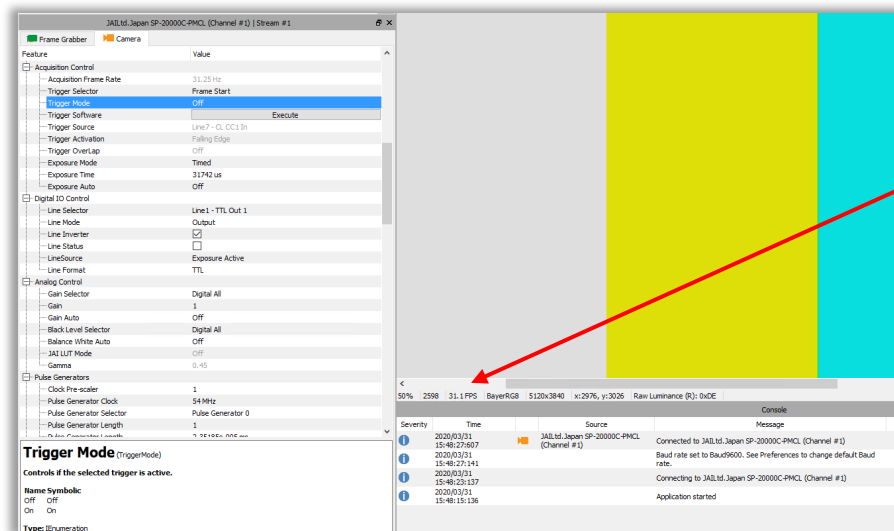 JAILtd.Japan SP-20000C-PMCL (Channel #1) | Stream #1
Frame Grabber Camera
Feature Value
Acquisition Control
Acquisition Frame Rate 31.25 Hz
Trigger Selector Frame Start
Trigger Mode Off
Trigger Software Execute
Trigger Source Line7 - CL CC1 In
Trigger Activation Falling Edge
Trigger OverLap Off
Exposure Mode Timed
Exposure Time 31742 us
Exposure Auto Off
Digital IO Control
Line Selector Line1 - TTL Out 1
Line Mode Output
Line Inverter
Line Status
LineSource Exposure Active
Line Format TTL
Analog Control
Gain Selector Digital All
Gain 1
Gain Auto Off
Black Level Selector Digital All
Balance White Auto Off
JAI LUT Mode Off
Gamma 0.45
Pulse Generators
Clock Pre-scaler 1
Pulse Generator Clock 54 MHz
Pulse Generator Selector Pulse Generator 0
Pulse Generator Length 1
Trigger Mode (TriggerMode)
Controls if the selected trigger is active.
Name Symbolic
Off Off
On On
Type: IEnumeration
50% 2598 31.1 FPS BayerRG8 5120x3840 x:2976, y:3026 Raw Luminance (R): 0xDE
Console
Severity Time Source Message
2020/03/31
15:48:27:607
JAILtd.Japan SP-20000C-PMCL
(Channel #1)
Connected to JAILtd.Japan SP-20000C-PMCL (Channel #1)
2020/03/31
15:48:27:141
Baud rate set to Baud9600. See Preferences to change default Baud
rate.
2020/03/31
15:48:23:137
Connecting to JAILtd.Japan SP-20000C-PMCL (Channel #1)
2020/03/31
15:48:15:136
Application started